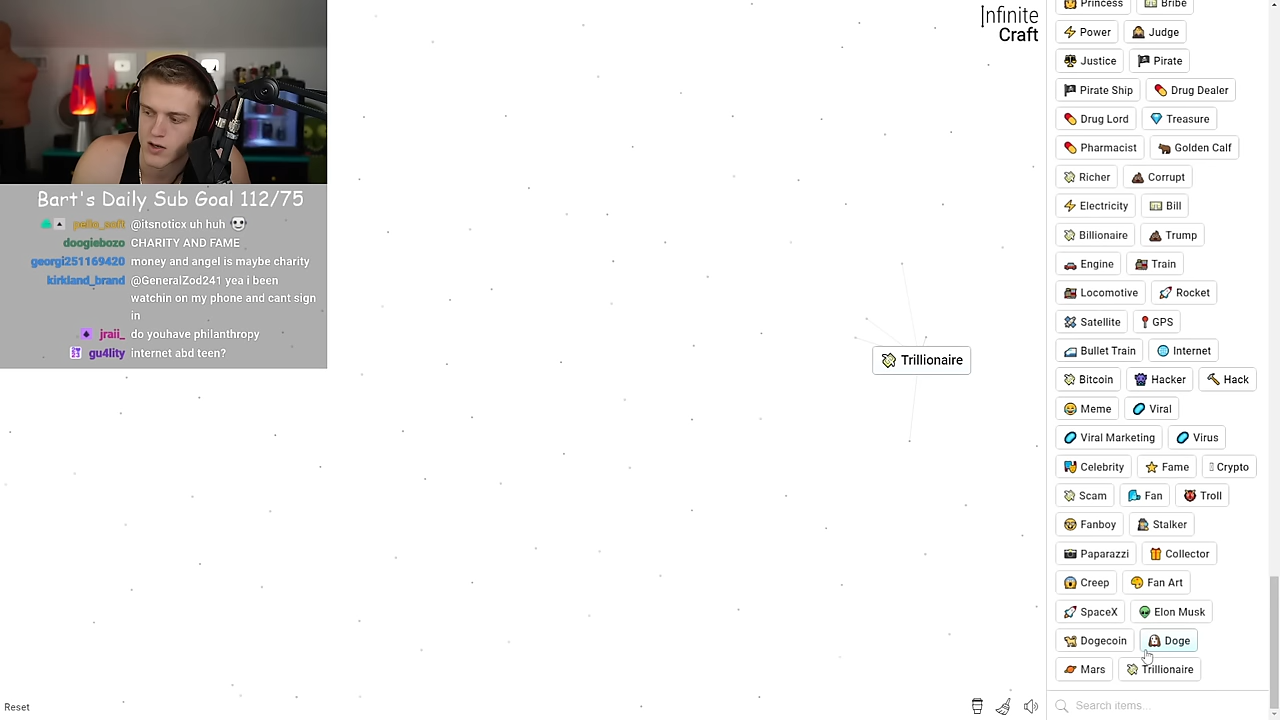 Infinite
Craft
Princess Bribe
Power Judge
Justice Pirate
Pirate Ship Drug Dealer
Drug Lord Treasure
Pharmacist Golden Calf
Richer Corrupt
Electricity Bill
Billionaire Trump
Engine Train
Locomotive Rocket
Satellite GPS
Bullet Train Internet
Bitcoin Hacker Hack
Meme Viral
Viral Marketing Virus
Celebrity Fame Crypto
Scam Fan Troll
Fanboy Stalker
Paparazzi Collector
Creep Fan Art
SpaceX Elon Musk
Dogecoin Doge
Mars Trillionaire
Search items...
Trillionaire
Bart's Daily Sub Goal 112/75
@itsnoticx uh huh
doogiebozo CHARITY AND FAME
georgi251169420 money and angel is maybe charity
kirkland_brand @GeneralZod241 yea i been
watchin on my phone and cant sign
in
jraii_ do youhave philanthropy
gu4lity internet abd teen?
Reset